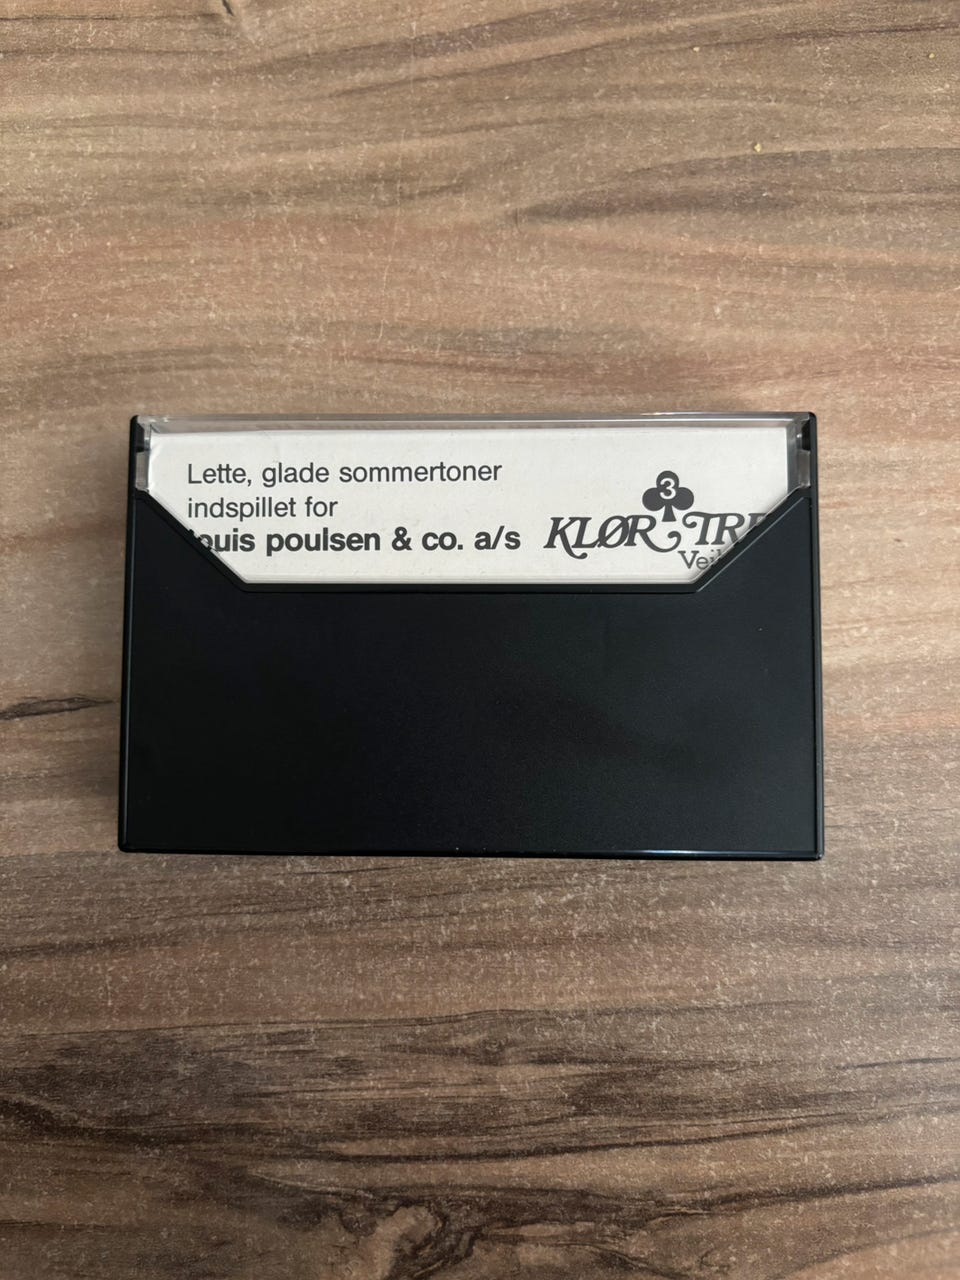 Lette, glade sommertoner
indspillet for
louis poulsen & co. a/s
3
KLØR